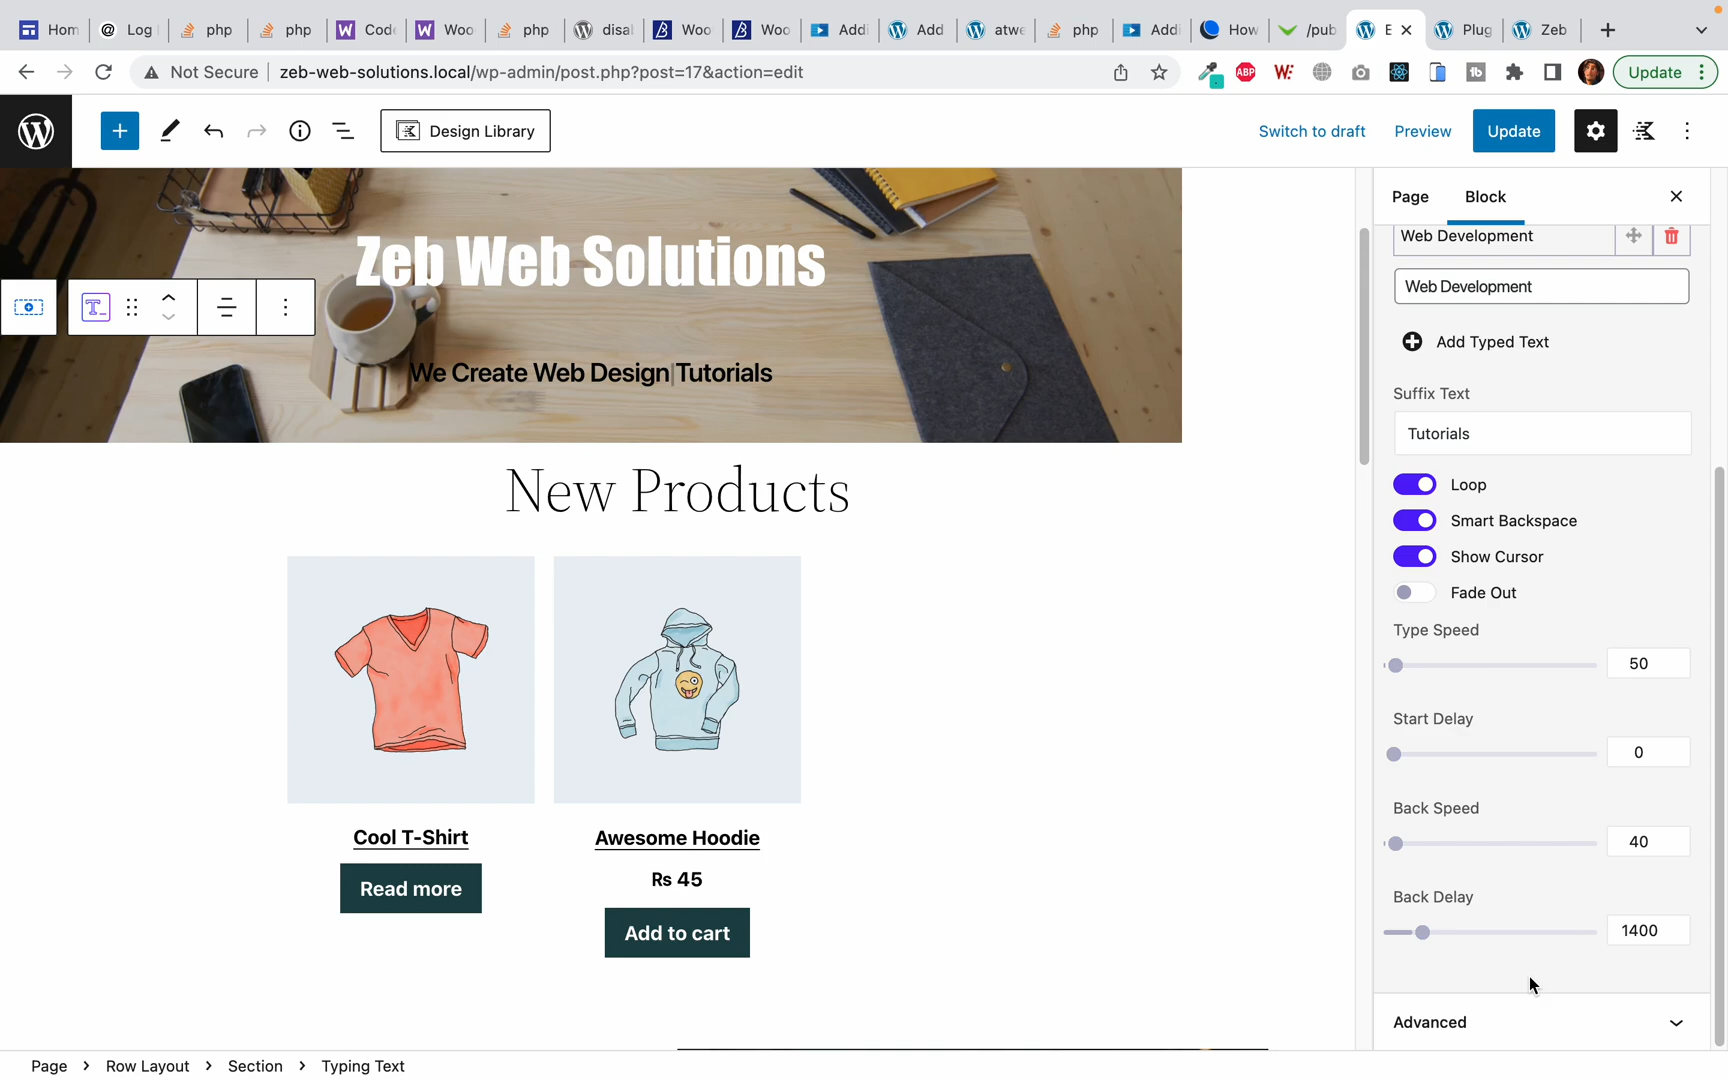 Hom
Log
php
php
Code
Woo
php
disa
Woo
Woo
Addi
Add
atwe
php
Addi
How
/pub
E
Plug
Zeb
Not Secure
zeb-web-solutions.local/wp-admin/post.php?post=17&action=edit
ABP
W
tb
Update
Design Library
Switch to draft
Preview
Update
Page
Block
Zeb Web Solutions
We Create Web Design|Tutorials
New Products
Cool T-Shirt
Read more
Awesome Hoodie
Rs 45
Add to cart
Web Development
Web Development
Add Typed Text
Suffix Text
Tutorials
Loop
Smart Backspace
Show Cursor
Fade Out
Type Speed
50
Start Delay
0
Back Speed
40
Back Delay
1400
Advanced
Page
Row Layout
Section
Typing Text